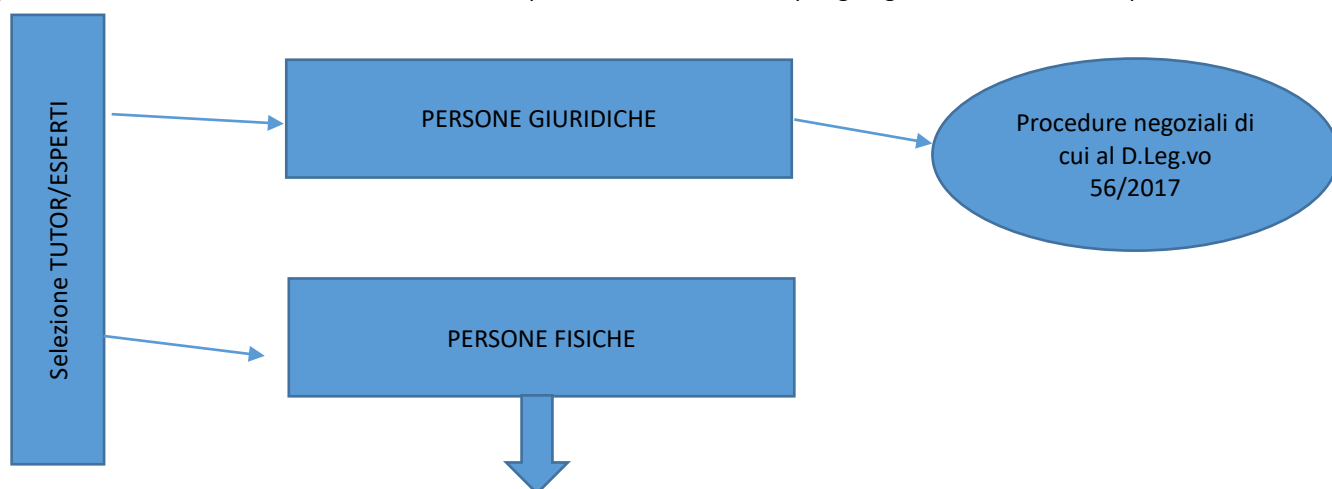 Selezione TUTOR/ESPERTI
PERSONE GIURIDICHE
Procedure negoziali di
cui al D.Leg.vo
56/2017
PERSONE FISICHE